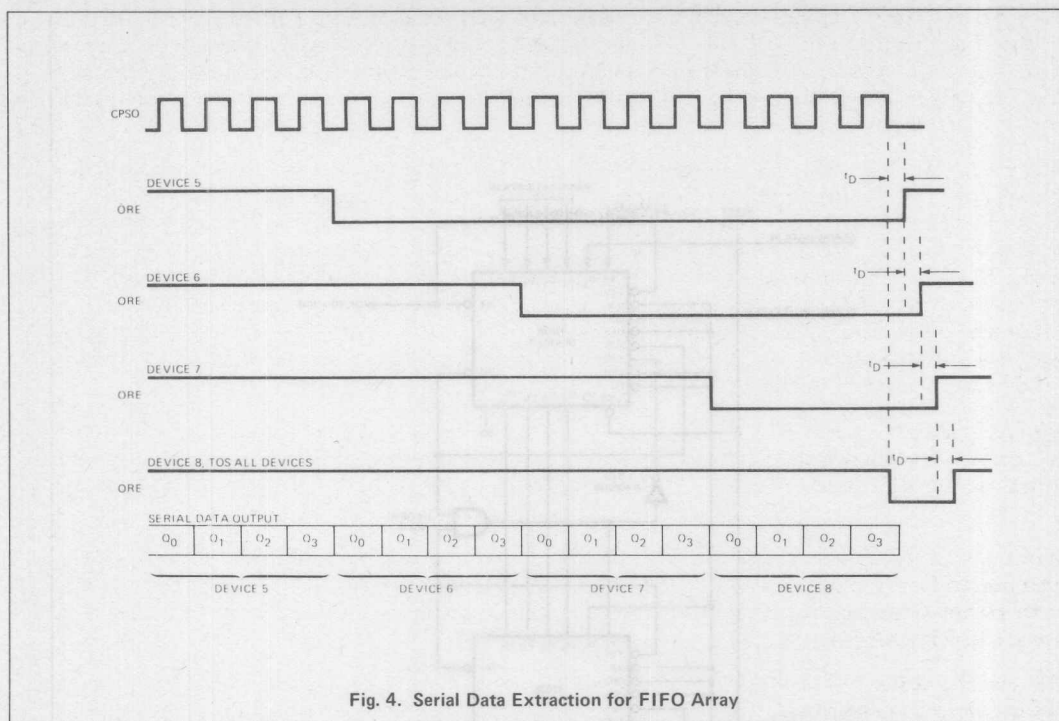 CPSO
tD
DEVICE 5
ORE
tD
DEVICE 6
ORE
tD
DEVICE 7
ORE
tD
DEVICE 8, TOS ALL DEVICES
ORE
SERIAL DATA OUTPUT
Q0 Q1 Q2 Q3 Q0 Q1 Q2 Q3 Q0 Q1 Q2 Q3 Q0 Q1 Q2 Q3
DEVICE 5 DEVICE 6 DEVICE 7 DEVICE 8
Fig. 4. Serial Data Extraction for FIFO Array